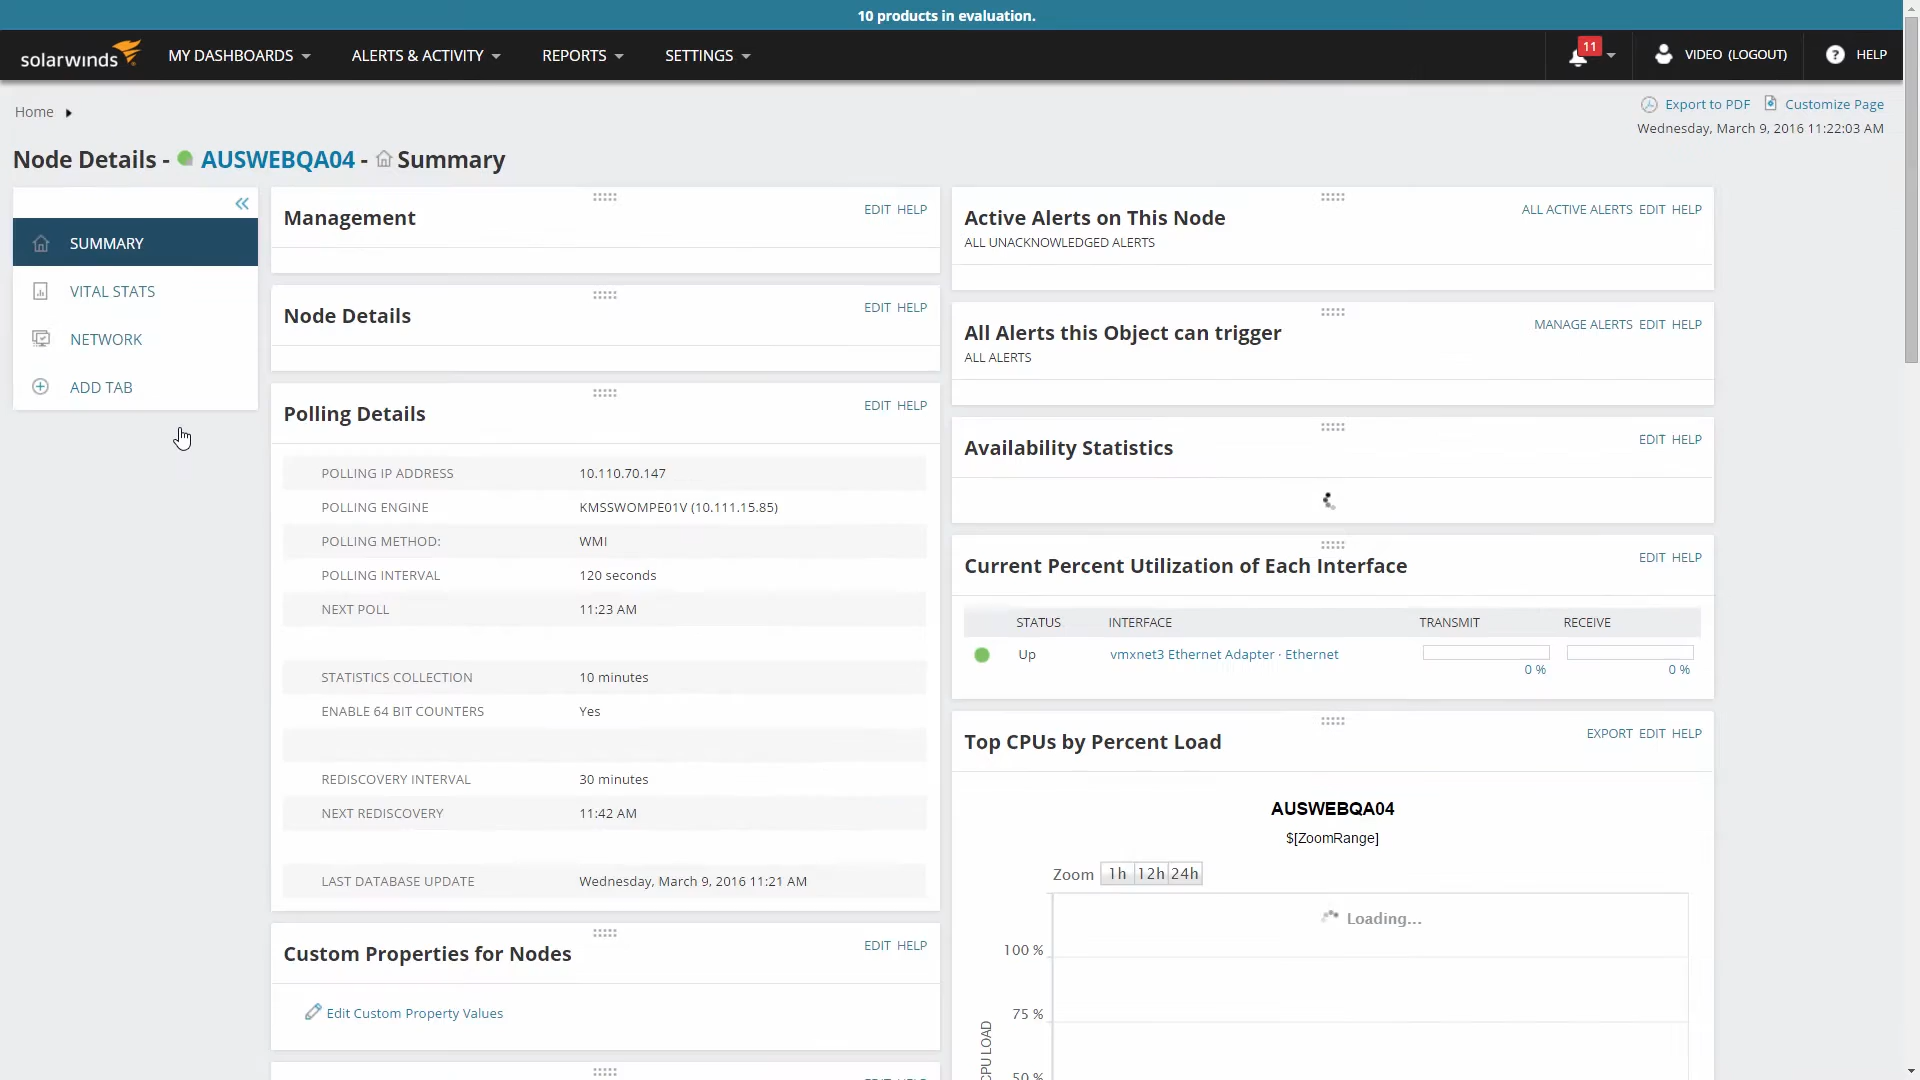 10 products in evaluation.
solarwinds
MY DASHBOARDS
ALERTS & ACTIVITY
REPORTS
SETTINGS
11
VIDEO (LOGOUT)
? HELP
Home
Export to PDF
Customize Page
Wednesday, March 9, 2016 11:22:03 AM
Node Details - AUSWEBQA04 - Summary
«
SUMMARY
VITAL STATS
NETWORK
ADD TAB
Management
EDIT HELP
Node Details
EDIT HELP
Polling Details
EDIT HELP
POLLING IP ADDRESS 10.110.70.147
POLLING ENGINE KMSSWOMPE01V (10.111.15.85)
POLLING METHOD: WMI
POLLING INTERVAL 120 seconds
NEXT POLL 11:23 AM
STATISTICS COLLECTION 10 minutes
ENABLE 64 BIT COUNTERS Yes
REDISCOVERY INTERVAL 30 minutes
NEXT REDISCOVERY 11:42 AM
LAST DATABASE UPDATE Wednesday, March 9, 2016 11:21 AM
Custom Properties for Nodes
EDIT HELP
Edit Custom Property Values
Active Alerts on This Node
ALL ACTIVE ALERTS EDIT HELP
ALL UNACKNOWLEDGED ALERTS
All Alerts this Object can trigger
MANAGE ALERTS EDIT HELP
ALL ALERTS
Availability Statistics
EDIT HELP
Current Percent Utilization of Each Interface
EDIT HELP
STATUS INTERFACE TRANSMIT RECEIVE
Up vmxnet3 Ethernet Adapter · Ethernet
0 % 0 %
Top CPUs by Percent Load
EXPORT EDIT HELP
AUSWEBQA04
$[ZoomRange]
Zoom 1h 12h 24h
Loading...
100 %
75 %
50 %